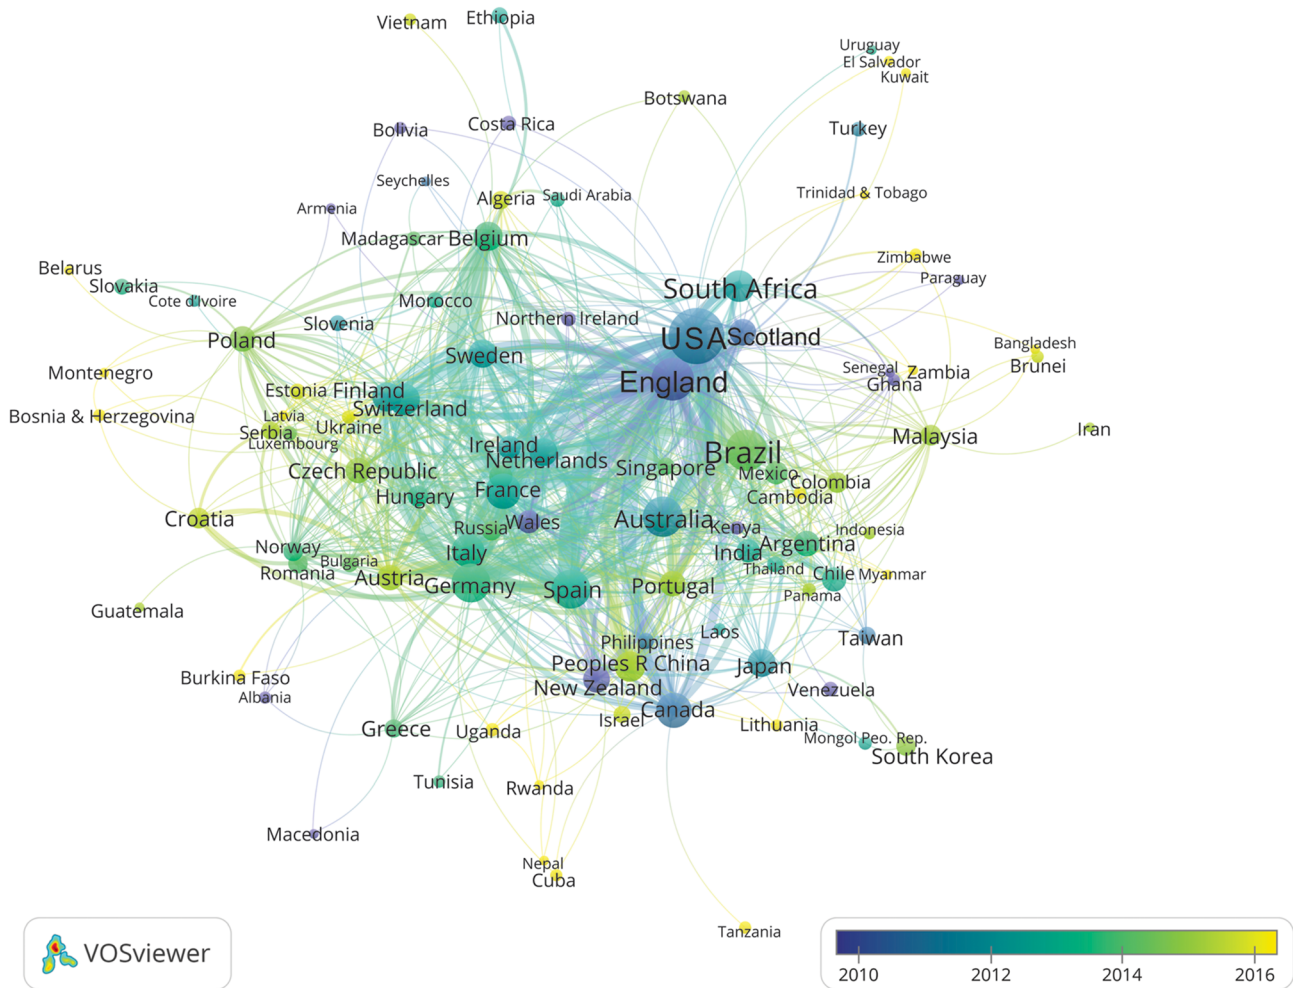 Vietnam
Ethiopia
Uruguay
El Salvador
Kuwait
Botswana
Bolivia
Costa Rica
Turkey
Seychelles
Algeria
Saudi Arabia
Trinidad & Tobago
Armenia
Madagascar
Belgium
Belarus
Slovakia
Zimbabwe
Paraguay
South Africa
Cote d'Ivoire
Morocco
Slovenia
Northern Ireland
Poland
USA
Scotland
Bangladesh
Sweden
Brunei
Montenegro
Senegal
Zambia
Ghana
England
Estonia
Finland
Switzerland
Bosnia & Herzegovina
Latvia
Ukraine
Serbia
Luxembourg
Malaysia
Iran
Ireland
Netherlands
Brazil
Czech Republic
Singapore
Mexico
Colombia
Hungary
France
Cambodia
Croatia
Russia
Wales
Australia
Kenya
Indonesia
Norway
Italy
India
Argentina
Bulgaria
Romania
Austria
Germany
Spain
Portugal
Thailand
Chile
Myanmar
Panama
Guatemala
Laos
Philippines
Taiwan
Peoples R China
Japan
Burkina Faso
Albania
New Zealand
Venezuela
Canada
Israel
Greece
Uganda
Lithuania
Mongol Peo. Rep.
South Korea
Tunisia
Rwanda
Macedonia
Nepal
Cuba
Tanzania
VOSviewer
2010 2012 2014 2016